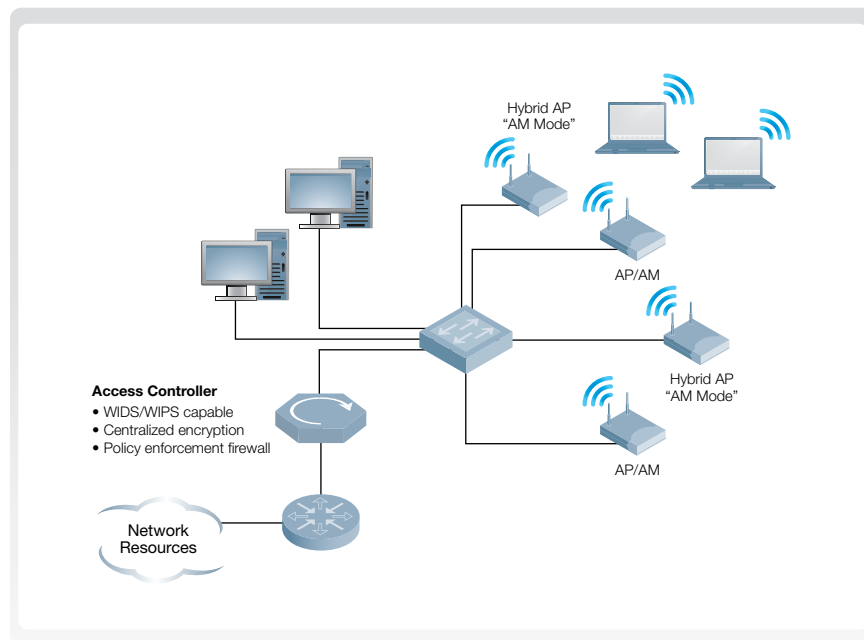 Hybrid AP
“AM Mode”
AP/AM
Hybrid AP
“AM Mode”
AP/AM
Access Controller
• WIDS/WIPS capable
• Centralized encryption
• Policy enforcement firewall
Network
Resources